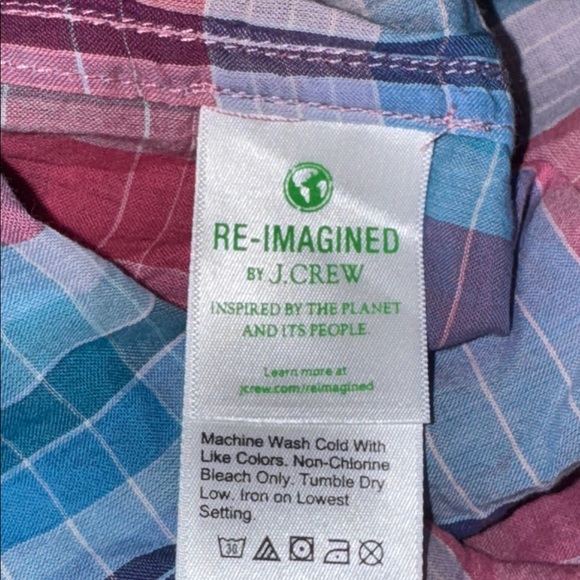 RE-IMAGINED
BY J.CREW
INSPIRED BY THE PLANET
AND ITS PEOPLE.
Learn more at
jcrew.com/reimagined
Machine Wash Cold With
Like Colors. Non-Chlorine
Bleach Only. Tumble Dry
Low. Iron on Lowest
Setting.
30